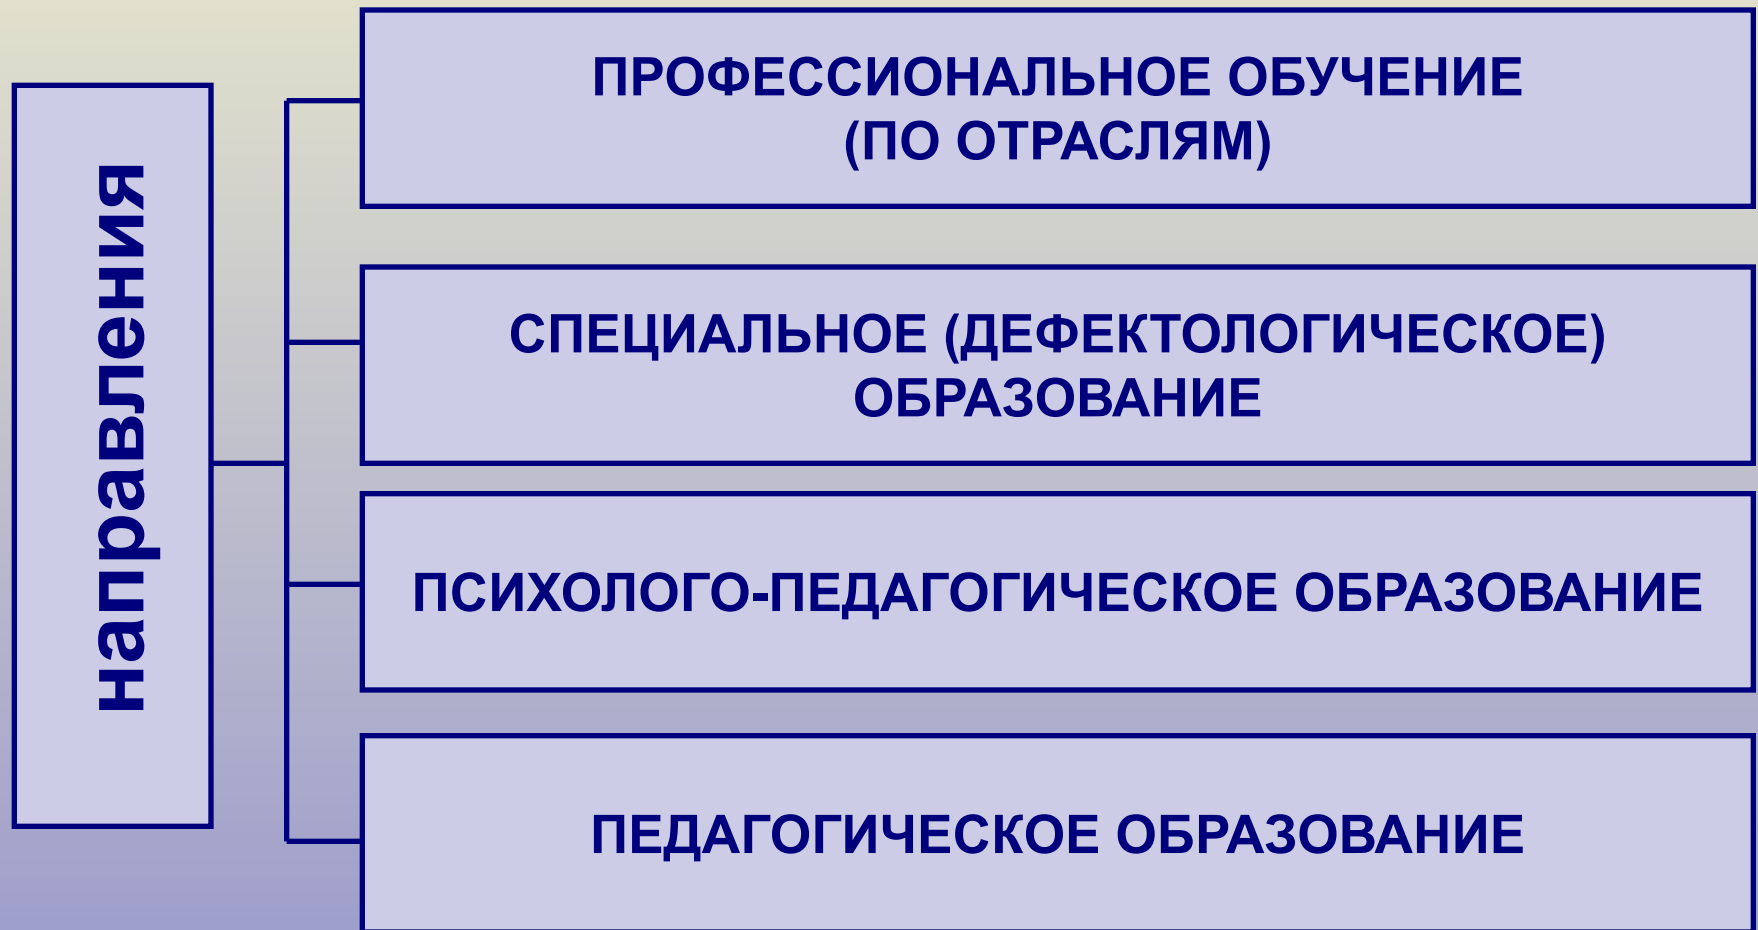 направления
ПРОФЕССИОНАЛЬНОЕ ОБУЧЕНИЕ
(ПО ОТРАСЛЯМ)
СПЕЦИАЛЬНОЕ (ДЕФЕКТОЛОГИЧЕСКОЕ)
ОБРАЗОВАНИЕ
ПСИХОЛОГО-ПЕДАГОГИЧЕСКОЕ ОБРАЗОВАНИЕ
ПЕДАГОГИЧЕСКОЕ ОБРАЗОВАНИЕ